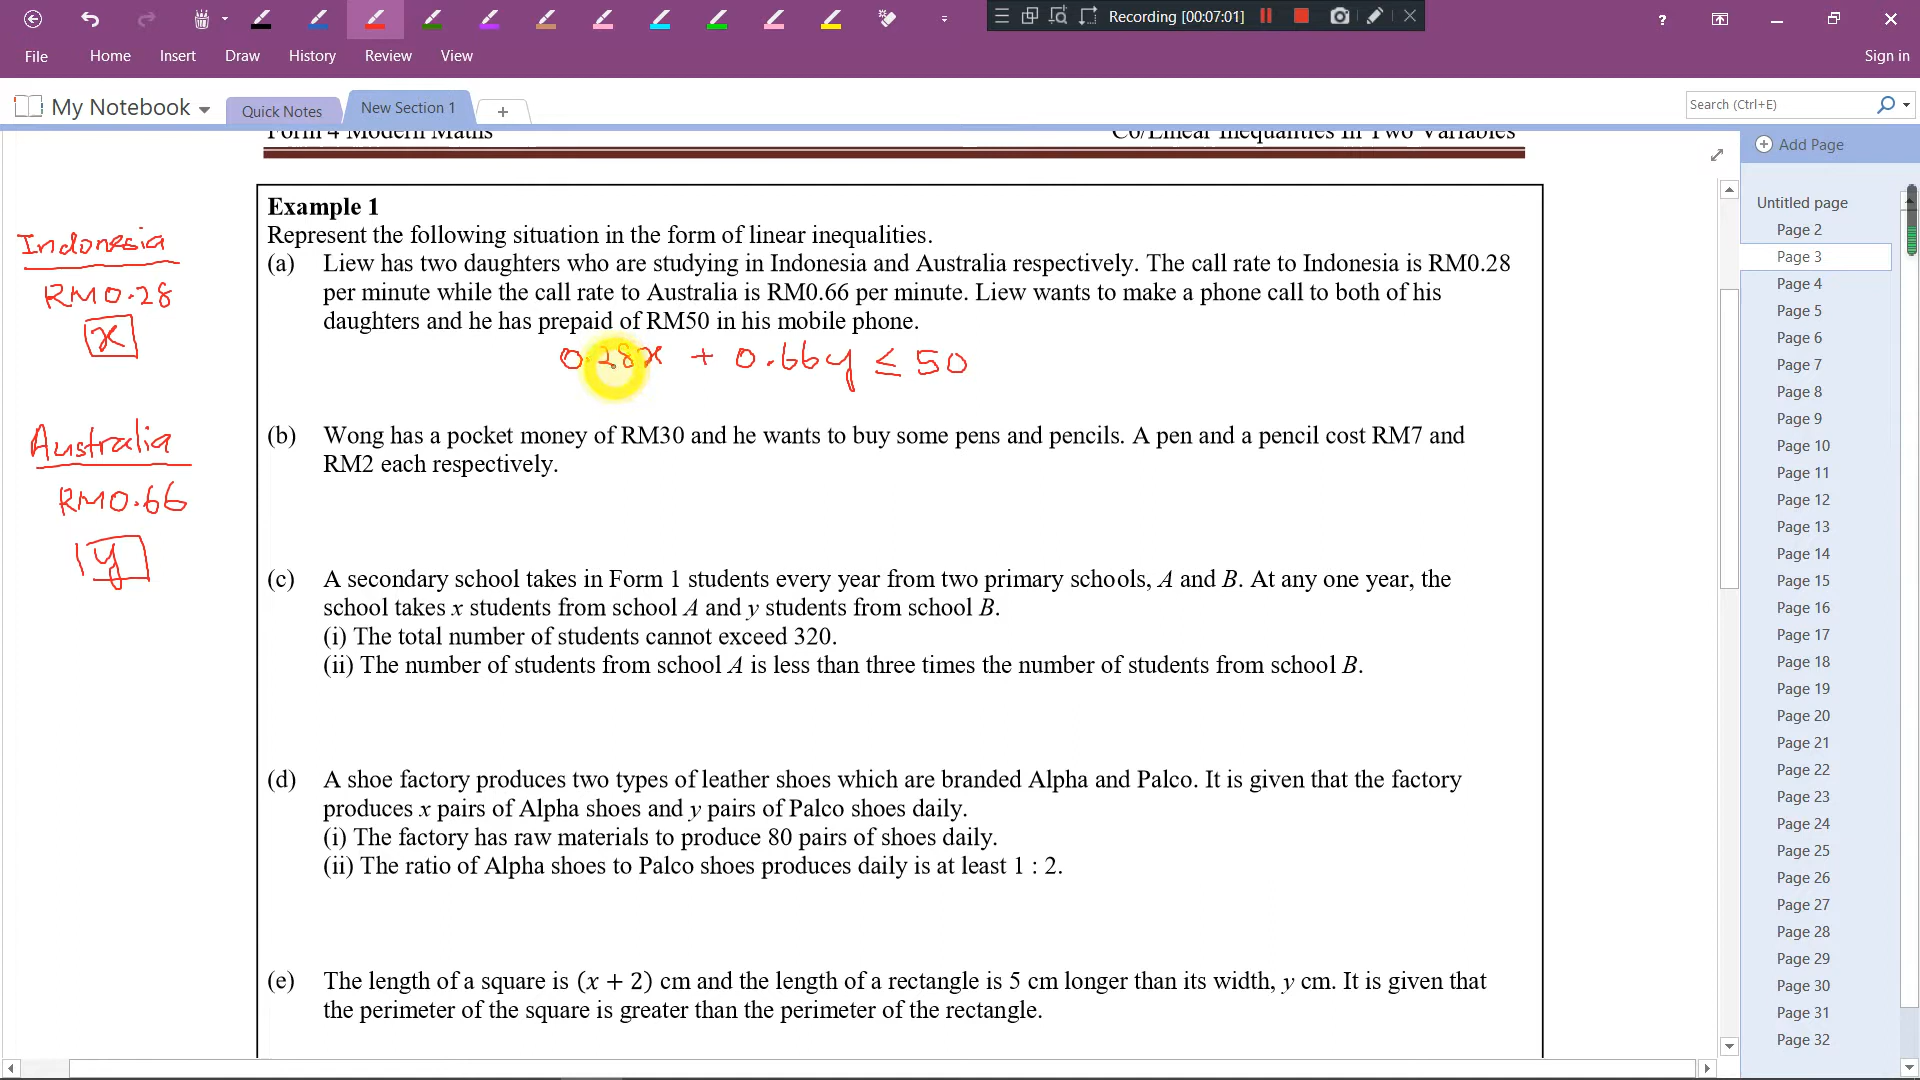 Recording [00:07:01]
?
File
Home
Insert
Draw
History
Review
View
Sign in
My Notebook
Quick Notes
New Section 1
+
Search (Ctrl+E)
Form 4 Modern Maths
C6/Linear Inequalities In Two Variables
Add Page
Untitled page
Page 2
Page 3
Page 4
Page 5
Page 6
Page 7
Page 8
Page 9
Page 10
Page 11
Page 12
Page 13
Page 14
Page 15
Page 16
Page 17
Page 18
Page 19
Page 20
Page 21
Page 22
Page 23
Page 24
Page 25
Page 26
Page 27
Page 28
Page 29
Page 30
Page 31
Page 32
Indonesia
RM0.28
x
Australia
RM0.66
y
Example 1
Represent the following situation in the form of linear inequalities.
(a) Liew has two daughters who are studying in Indonesia and Australia respectively. The call rate to Indonesia is RM0.28
per minute while the call rate to Australia is RM0.66 per minute. Liew wants to make a phone call to both of his
daughters and he has prepaid of RM50 in his mobile phone.
0.28x + 0.66y ≤ 50
(b) Wong has a pocket money of RM30 and he wants to buy some pens and pencils. A pen and a pencil cost RM7 and
RM2 each respectively.
(c) A secondary school takes in Form 1 students every year from two primary schools, A and B. At any one year, the
school takes x students from school A and y students from school B.
(i) The total number of students cannot exceed 320.
(ii) The number of students from school A is less than three times the number of students from school B.
(d) A shoe factory produces two types of leather shoes which are branded Alpha and Palco. It is given that the factory
produces x pairs of Alpha shoes and y pairs of Palco shoes daily.
(i) The factory has raw materials to produce 80 pairs of shoes daily.
(ii) The ratio of Alpha shoes to Palco shoes produces daily is at least 1 : 2.
(e) The length of a square is (x + 2) cm and the length of a rectangle is 5 cm longer than its width, y cm. It is given that
the perimeter of the square is greater than the perimeter of the rectangle.